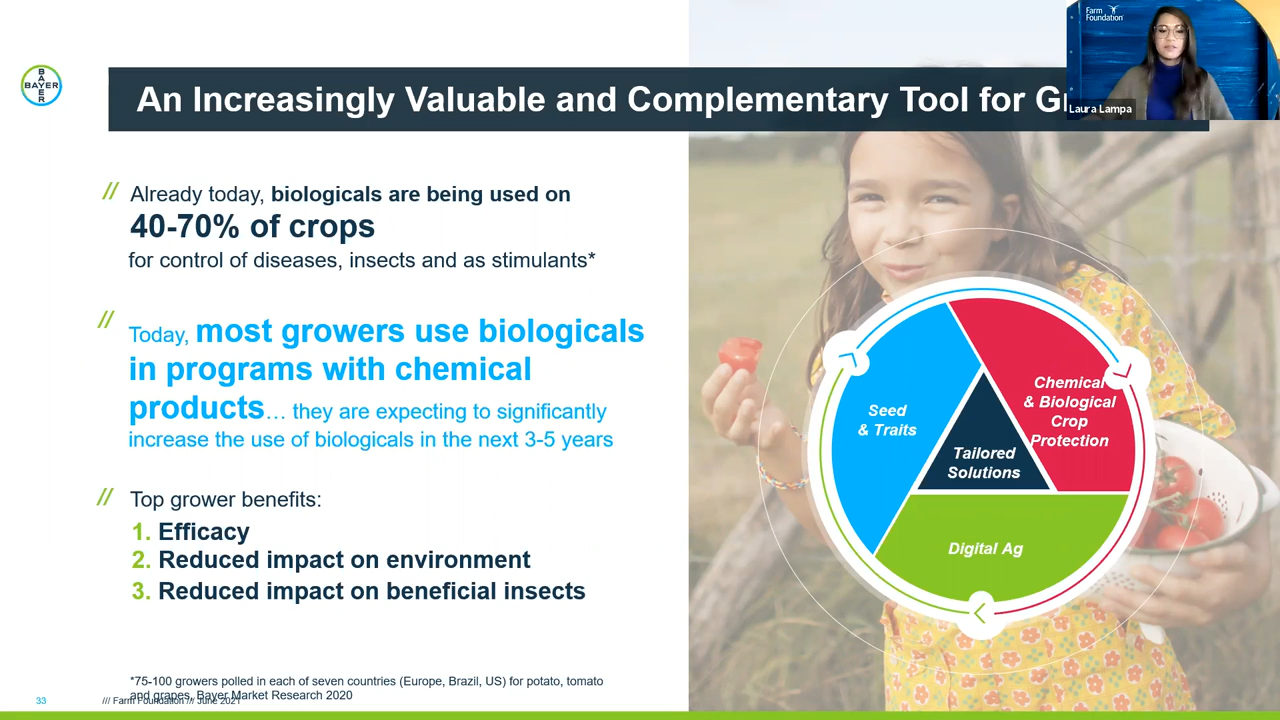 Farm
Foundation
Laura Lampa
BAYER
BAYER
An Increasingly Valuable and Complementary Tool for G
// Already today, biologicals are being used on
40-70% of crops
for control of diseases, insects and as stimulants*
// Today, most growers use biologicals
in programs with chemical
products... they are expecting to significantly
increase the use of biologicals in the next 3-5 years
// Top grower benefits:
1. Efficacy
2. Reduced impact on environment
3. Reduced impact on beneficial insects
Seed
& Traits
Chemical
& Biological
Crop
Protection
Tailored
Solutions
Digital Ag
*75-100 growers polled in each of seven countries (Europe, Brazil, US) for potato, tomato
and grapes, Bayer Market Research 2020
33
/// Farm Foundation /// June 2021